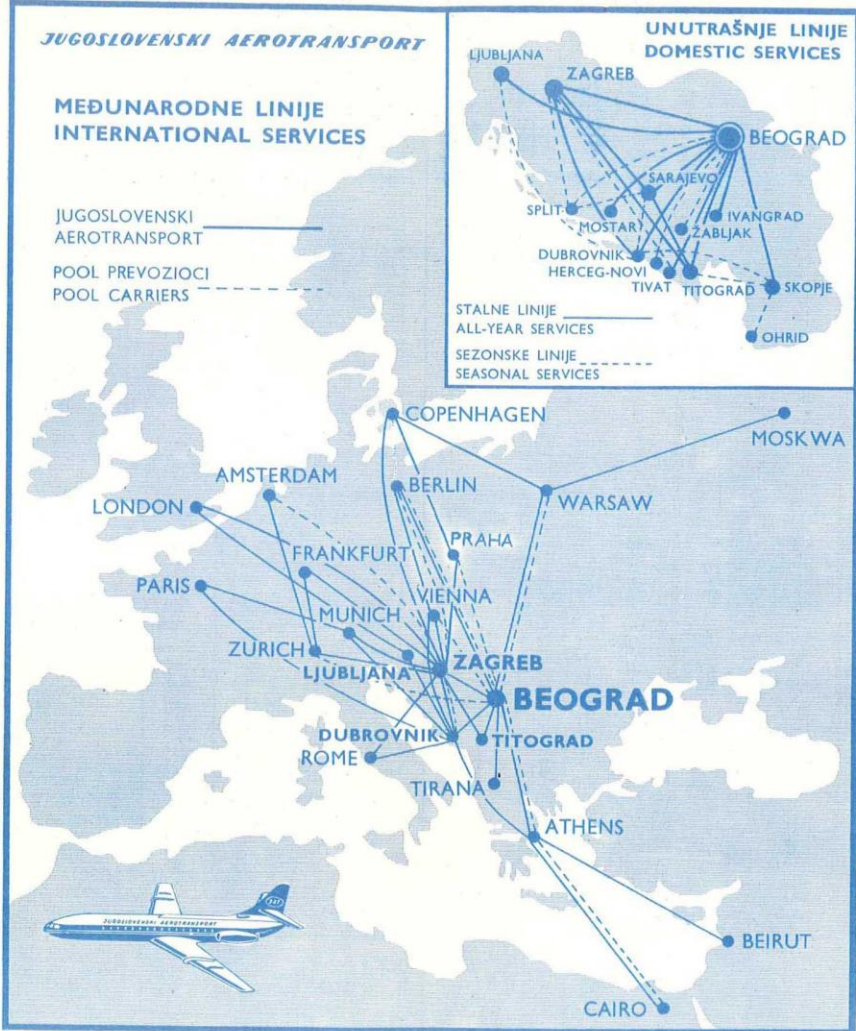 JUGOSLOVENSKI AEROTRANSPORT
MEĐUNARODNE LINIJE
INTERNATIONAL SERVICES
JUGOSLOVENSKI
AEROTRANSPORT
POOL PREVOZIOCI
POOL CARRIERS
UNUTRAŠNJE LINIJE
DOMESTIC SERVICES
LJUBLJANA
ZAGREB
BEOGRAD
SARAJEVO
SPLIT
MOSTAR
IVANGRAD
ŽABLJAK
DUBROVNIK
HERCEG-NOVI
TIVAT
TITOGRAD
SKOPJE
OHRID
STALNE LINIJE
ALL-YEAR SERVICES
SEZONSKE LINIJE
SEASONAL SERVICES
COPENHAGEN
MOSKWA
AMSTERDAM
BERLIN
WARSAW
LONDON
PRAHA
FRANKFURT
PARIS
VIENNA
MUNICH
ZURICH
ZAGREB
LJUBLJANA
BEOGRAD
DUBROVNIK
TITOGRAD
ROME
TIRANA
ATHENS
JUGOSLOVENSKI AEROTRANSPORT
JAT
BEIRUT
CAIRO